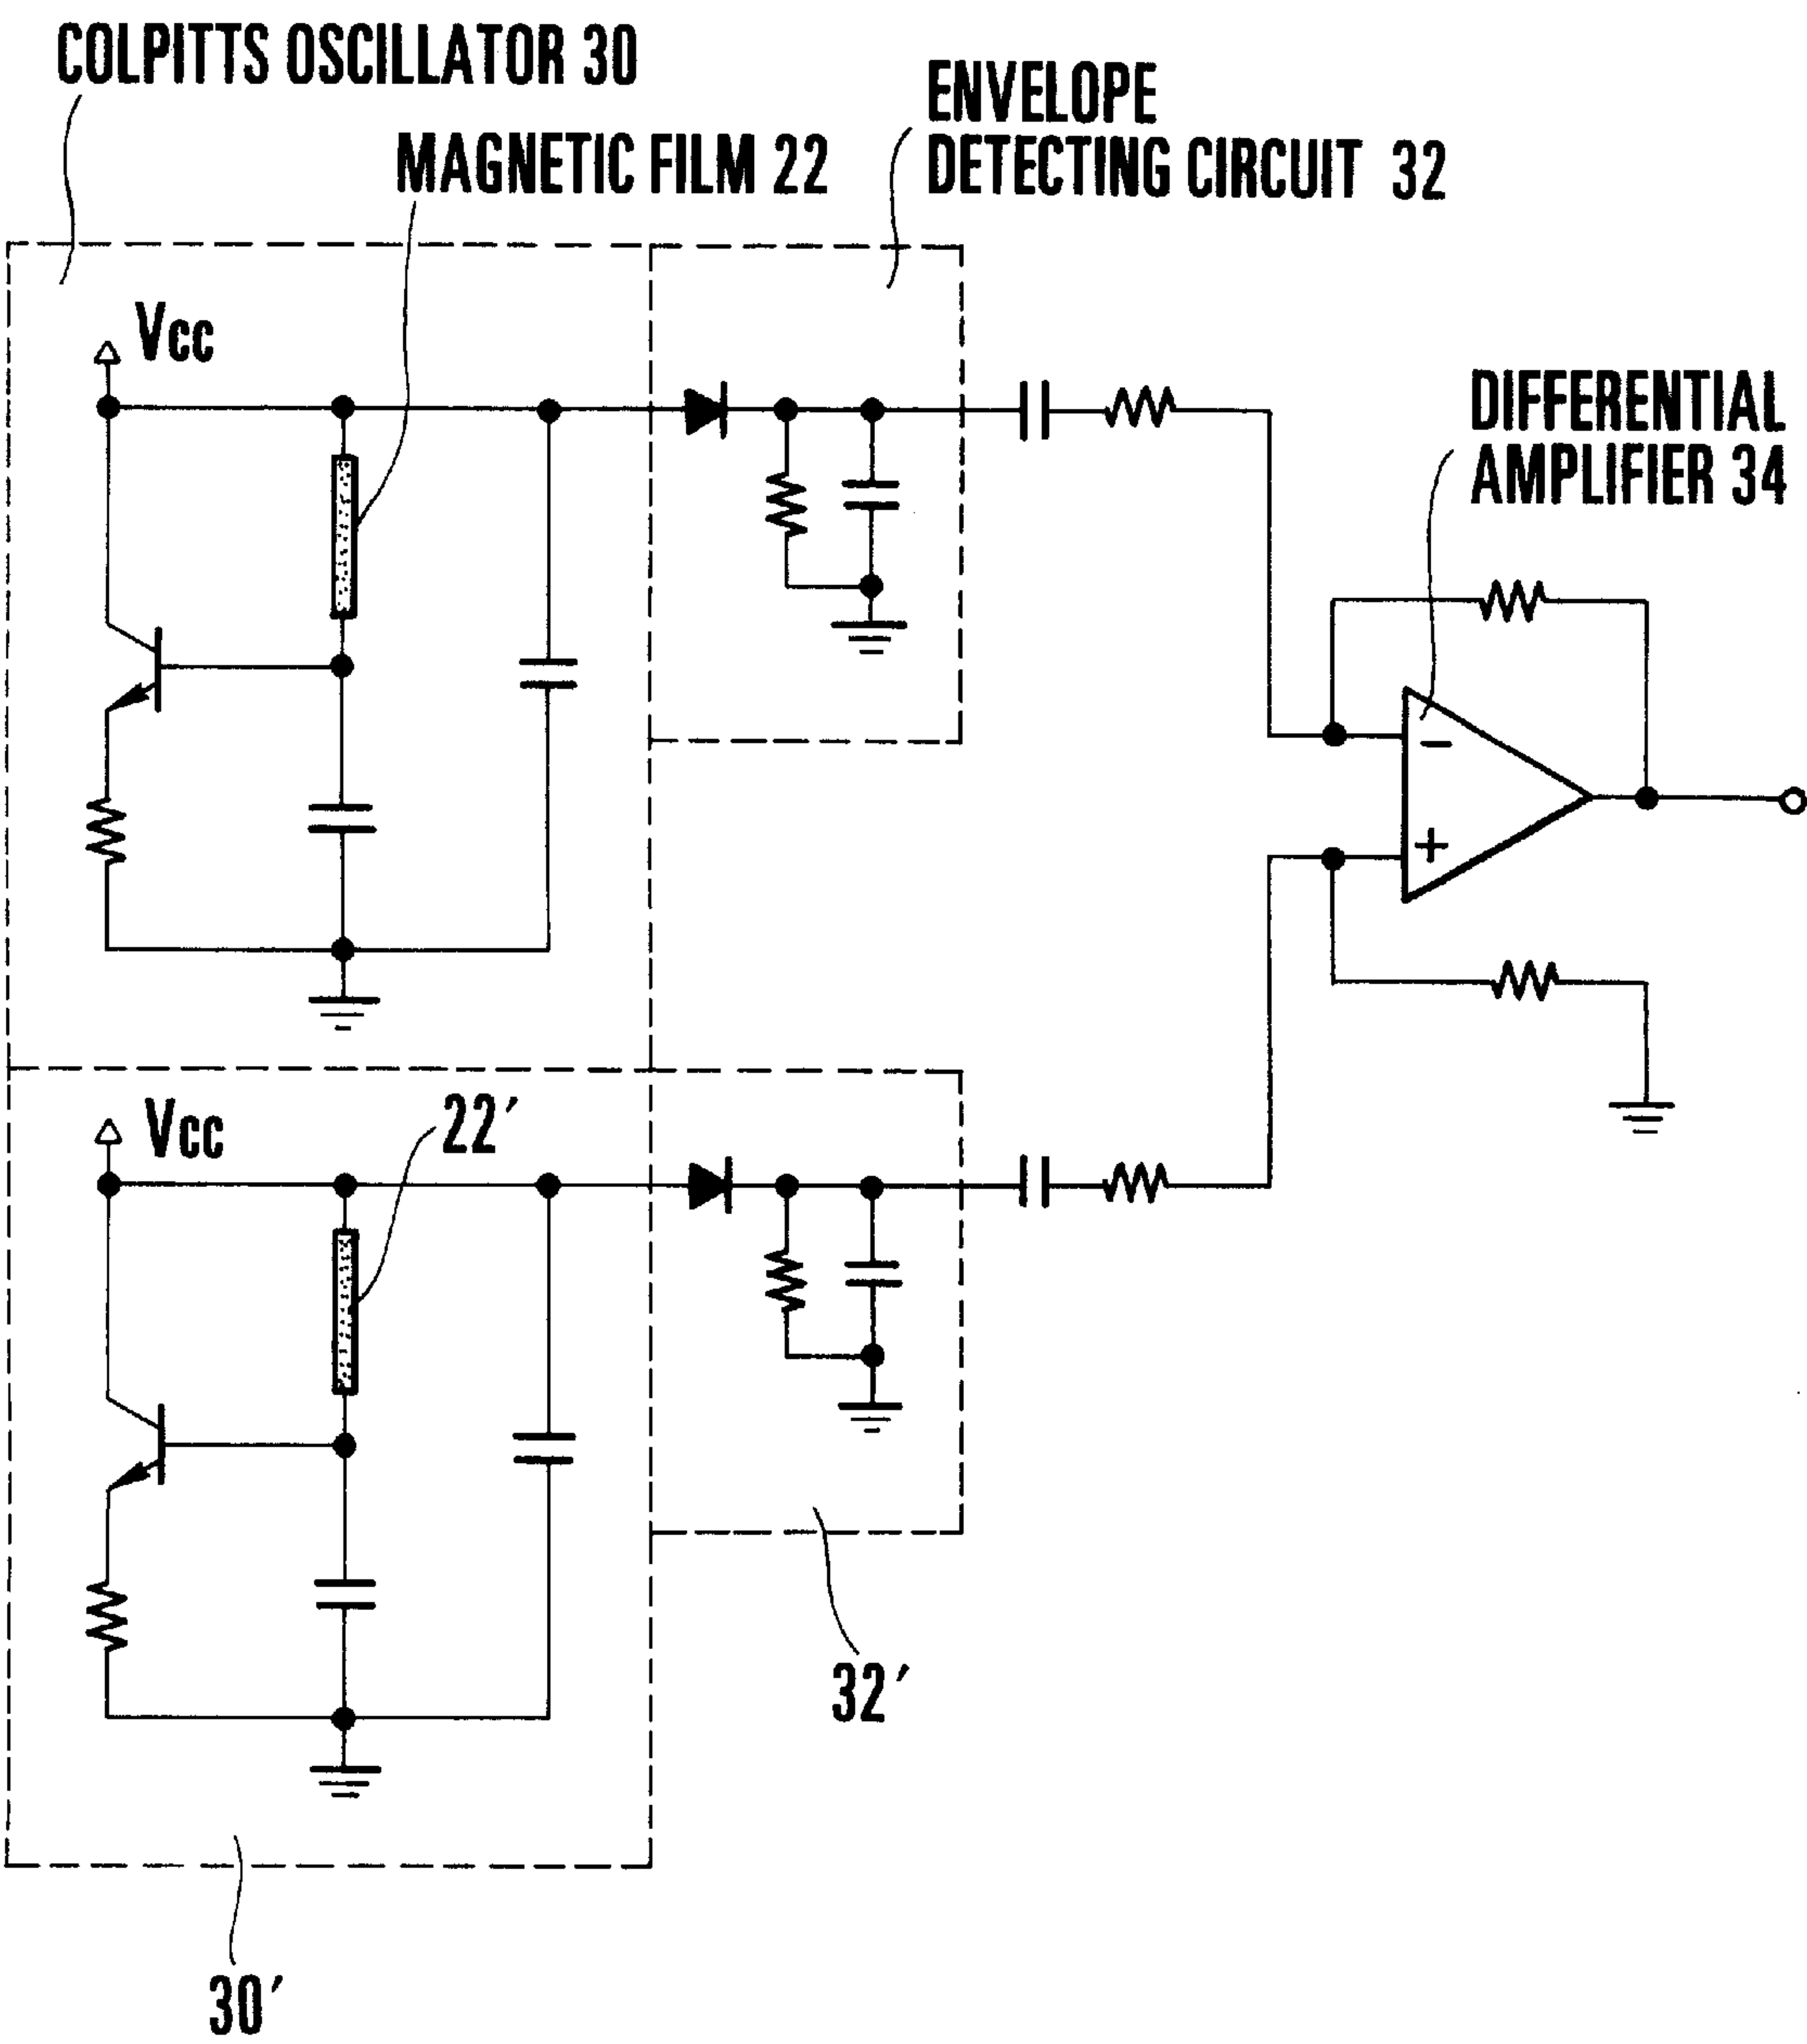 COLPITTS OSCILLATOR 30
ENVELOPE
DETECTING CIRCUIT 32
MAGNETIC FILM 22
Vcc
DIFFERENTIAL
AMPLIFIER 34
−
+
Vcc
22′
32′
30′